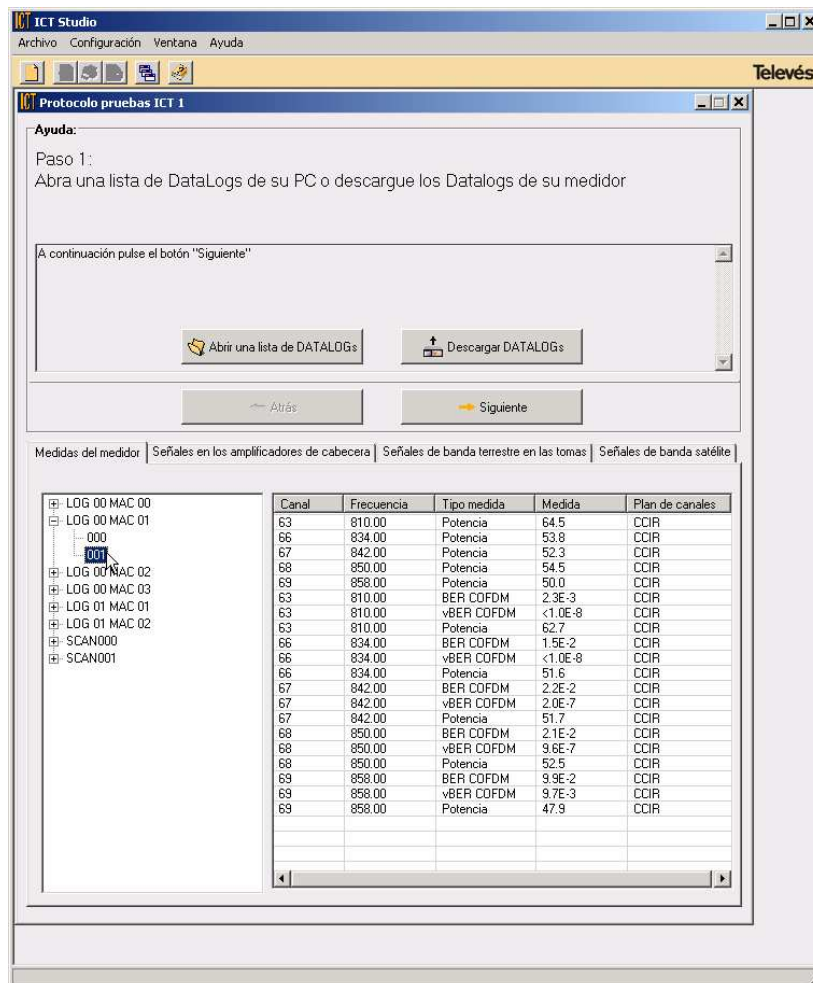 ICT ICT Studio
Archivo Configuración Ventana Ayuda
Televés
ICT Protocolo pruebas ICT 1
Ayuda:
Paso 1:
Abra una lista de DataLogs de su PC o descargue los Datalogs de su medidor
A continuación pulse el botón "Siguiente"
Abrir una lista de DATALOGs Descargar DATALOGs
Atrás Siguiente
Medidas del medidor Señales en los amplificadores de cabecera Señales de banda terrestre en las tomas Señales de banda satélite
LOG 00 MAC 00
LOG 00 MAC 01
000
001
LOG 00 MAC 02
LOG 00 MAC 03
LOG 01 MAC 01
LOG 01 MAC 02
SCAN000
SCAN001
Canal Frecuencia Tipo medida Medida Plan de canales
63 810.00 Potencia 64.5 CCIR
66 834.00 Potencia 53.8 CCIR
67 842.00 Potencia 52.3 CCIR
68 850.00 Potencia 54.5 CCIR
69 858.00 Potencia 50.0 CCIR
63 810.00 BER COFDM 2.3E-3 CCIR
63 810.00 vBER COFDM <1.0E-8 CCIR
63 810.00 Potencia 62.7 CCIR
66 834.00 BER COFDM 1.5E-2 CCIR
66 834.00 vBER COFDM <1.0E-8 CCIR
66 834.00 Potencia 51.6 CCIR
67 842.00 BER COFDM 2.2E-2 CCIR
67 842.00 vBER COFDM 2.0E-7 CCIR
67 842.00 Potencia 51.7 CCIR
68 850.00 BER COFDM 2.1E-2 CCIR
68 850.00 vBER COFDM 9.6E-7 CCIR
68 850.00 Potencia 52.5 CCIR
69 858.00 BER COFDM 9.9E-2 CCIR
69 858.00 vBER COFDM 9.7E-3 CCIR
69 858.00 Potencia 47.9 CCIR